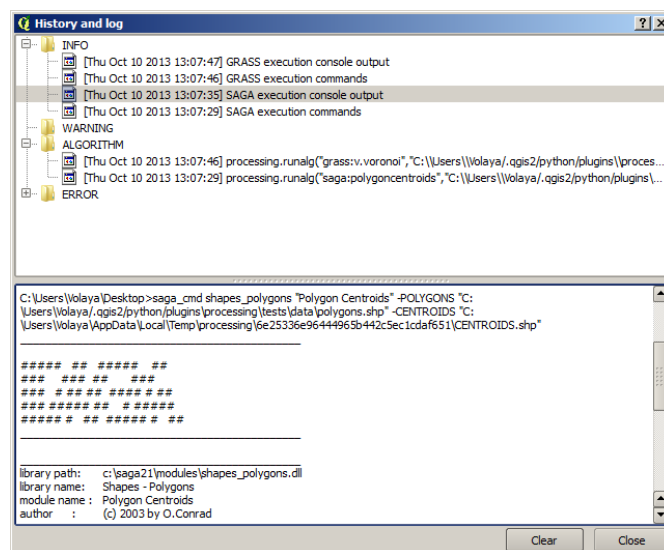 History and log
INFO
[Thu Oct 10 2013 13:07:47] GRASS execution console output
[Thu Oct 10 2013 13:07:46] GRASS execution commands
[Thu Oct 10 2013 13:07:35] SAGA execution console output
[Thu Oct 10 2013 13:07:29] SAGA execution commands
WARNING
ALGORITHM
[Thu Oct 10 2013 13:07:46] processing.runalg("grass:v.voronoi","C:\\Users\\Volaya/.qgis2/python/plugins\\proces...
[Thu Oct 10 2013 13:07:29] processing.runalg("saga:polygoncentroids","C:\\Users\\Volaya/.qgis2/python/plugins\...
ERROR
C:\Users\Volaya\Desktop>saga_cmd shapes_polygons "Polygon Centroids" -POLYGONS "C:
\Users\Volaya/.qgis2/python/plugins\processing\tests\data\polygons.shp" -CENTROIDS "C:
\Users\Volaya\AppData\Local\Temp\processing\6e25336e96444965b442c5ec1cdaf651\CENTROIDS.shp"
_____________________________________________
##### ## ##### ##
### ### ## ###
### # ## ## #### # ##
### ##### ## # #####
##### # ## ##### # ##
_____________________________________________
_____________________________________________
library path: c:\saga21\modules\shapes_polygons.dll
library name: Shapes - Polygons
module name : Polygon Centroids
author : (c) 2003 by O.Conrad
Clear Close